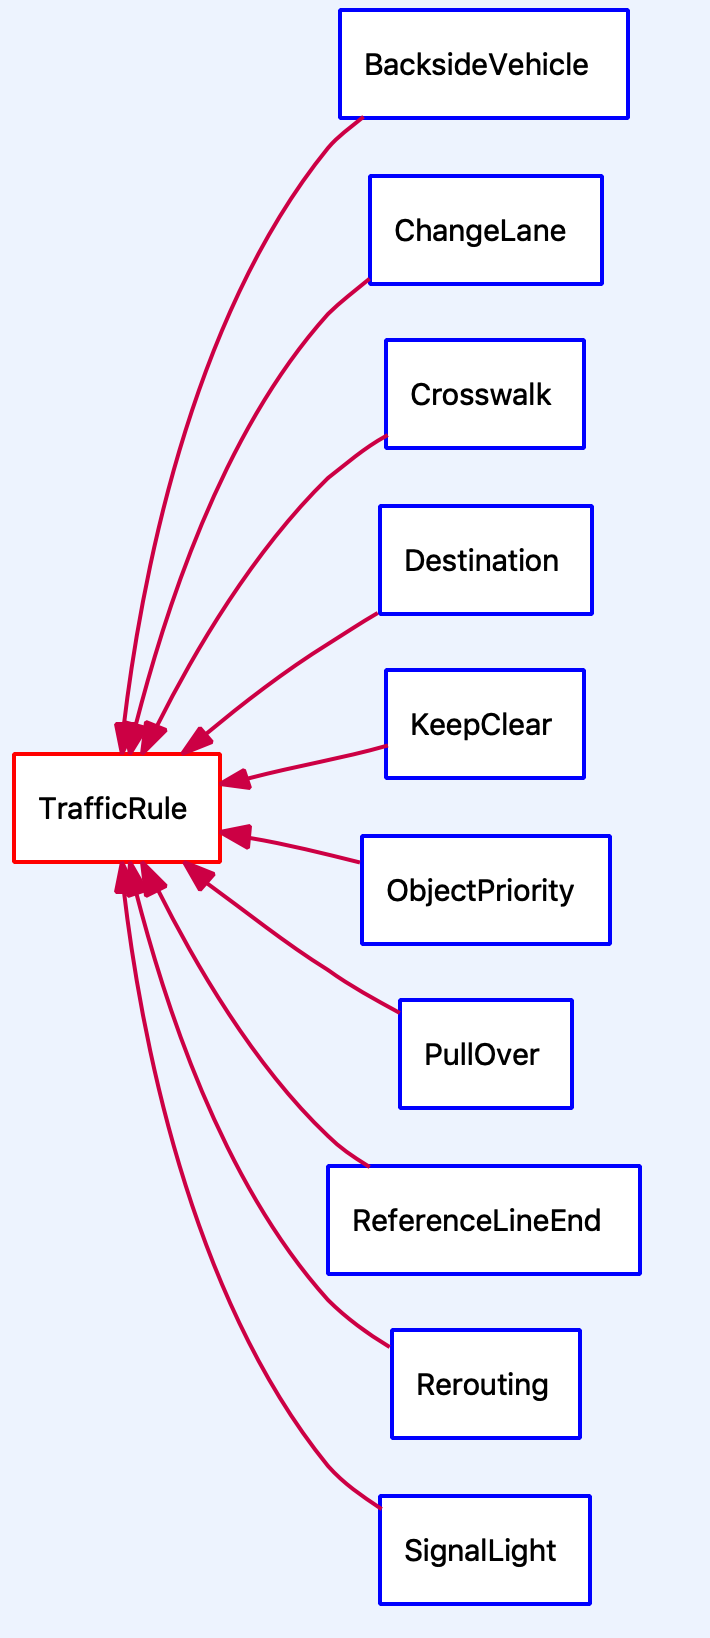 BacksideVehicle
ChangeLane
Crosswalk
Destination
KeepClear
TrafficRule
ObjectPriority
PullOver
ReferenceLineEnd
Rerouting
SignalLight